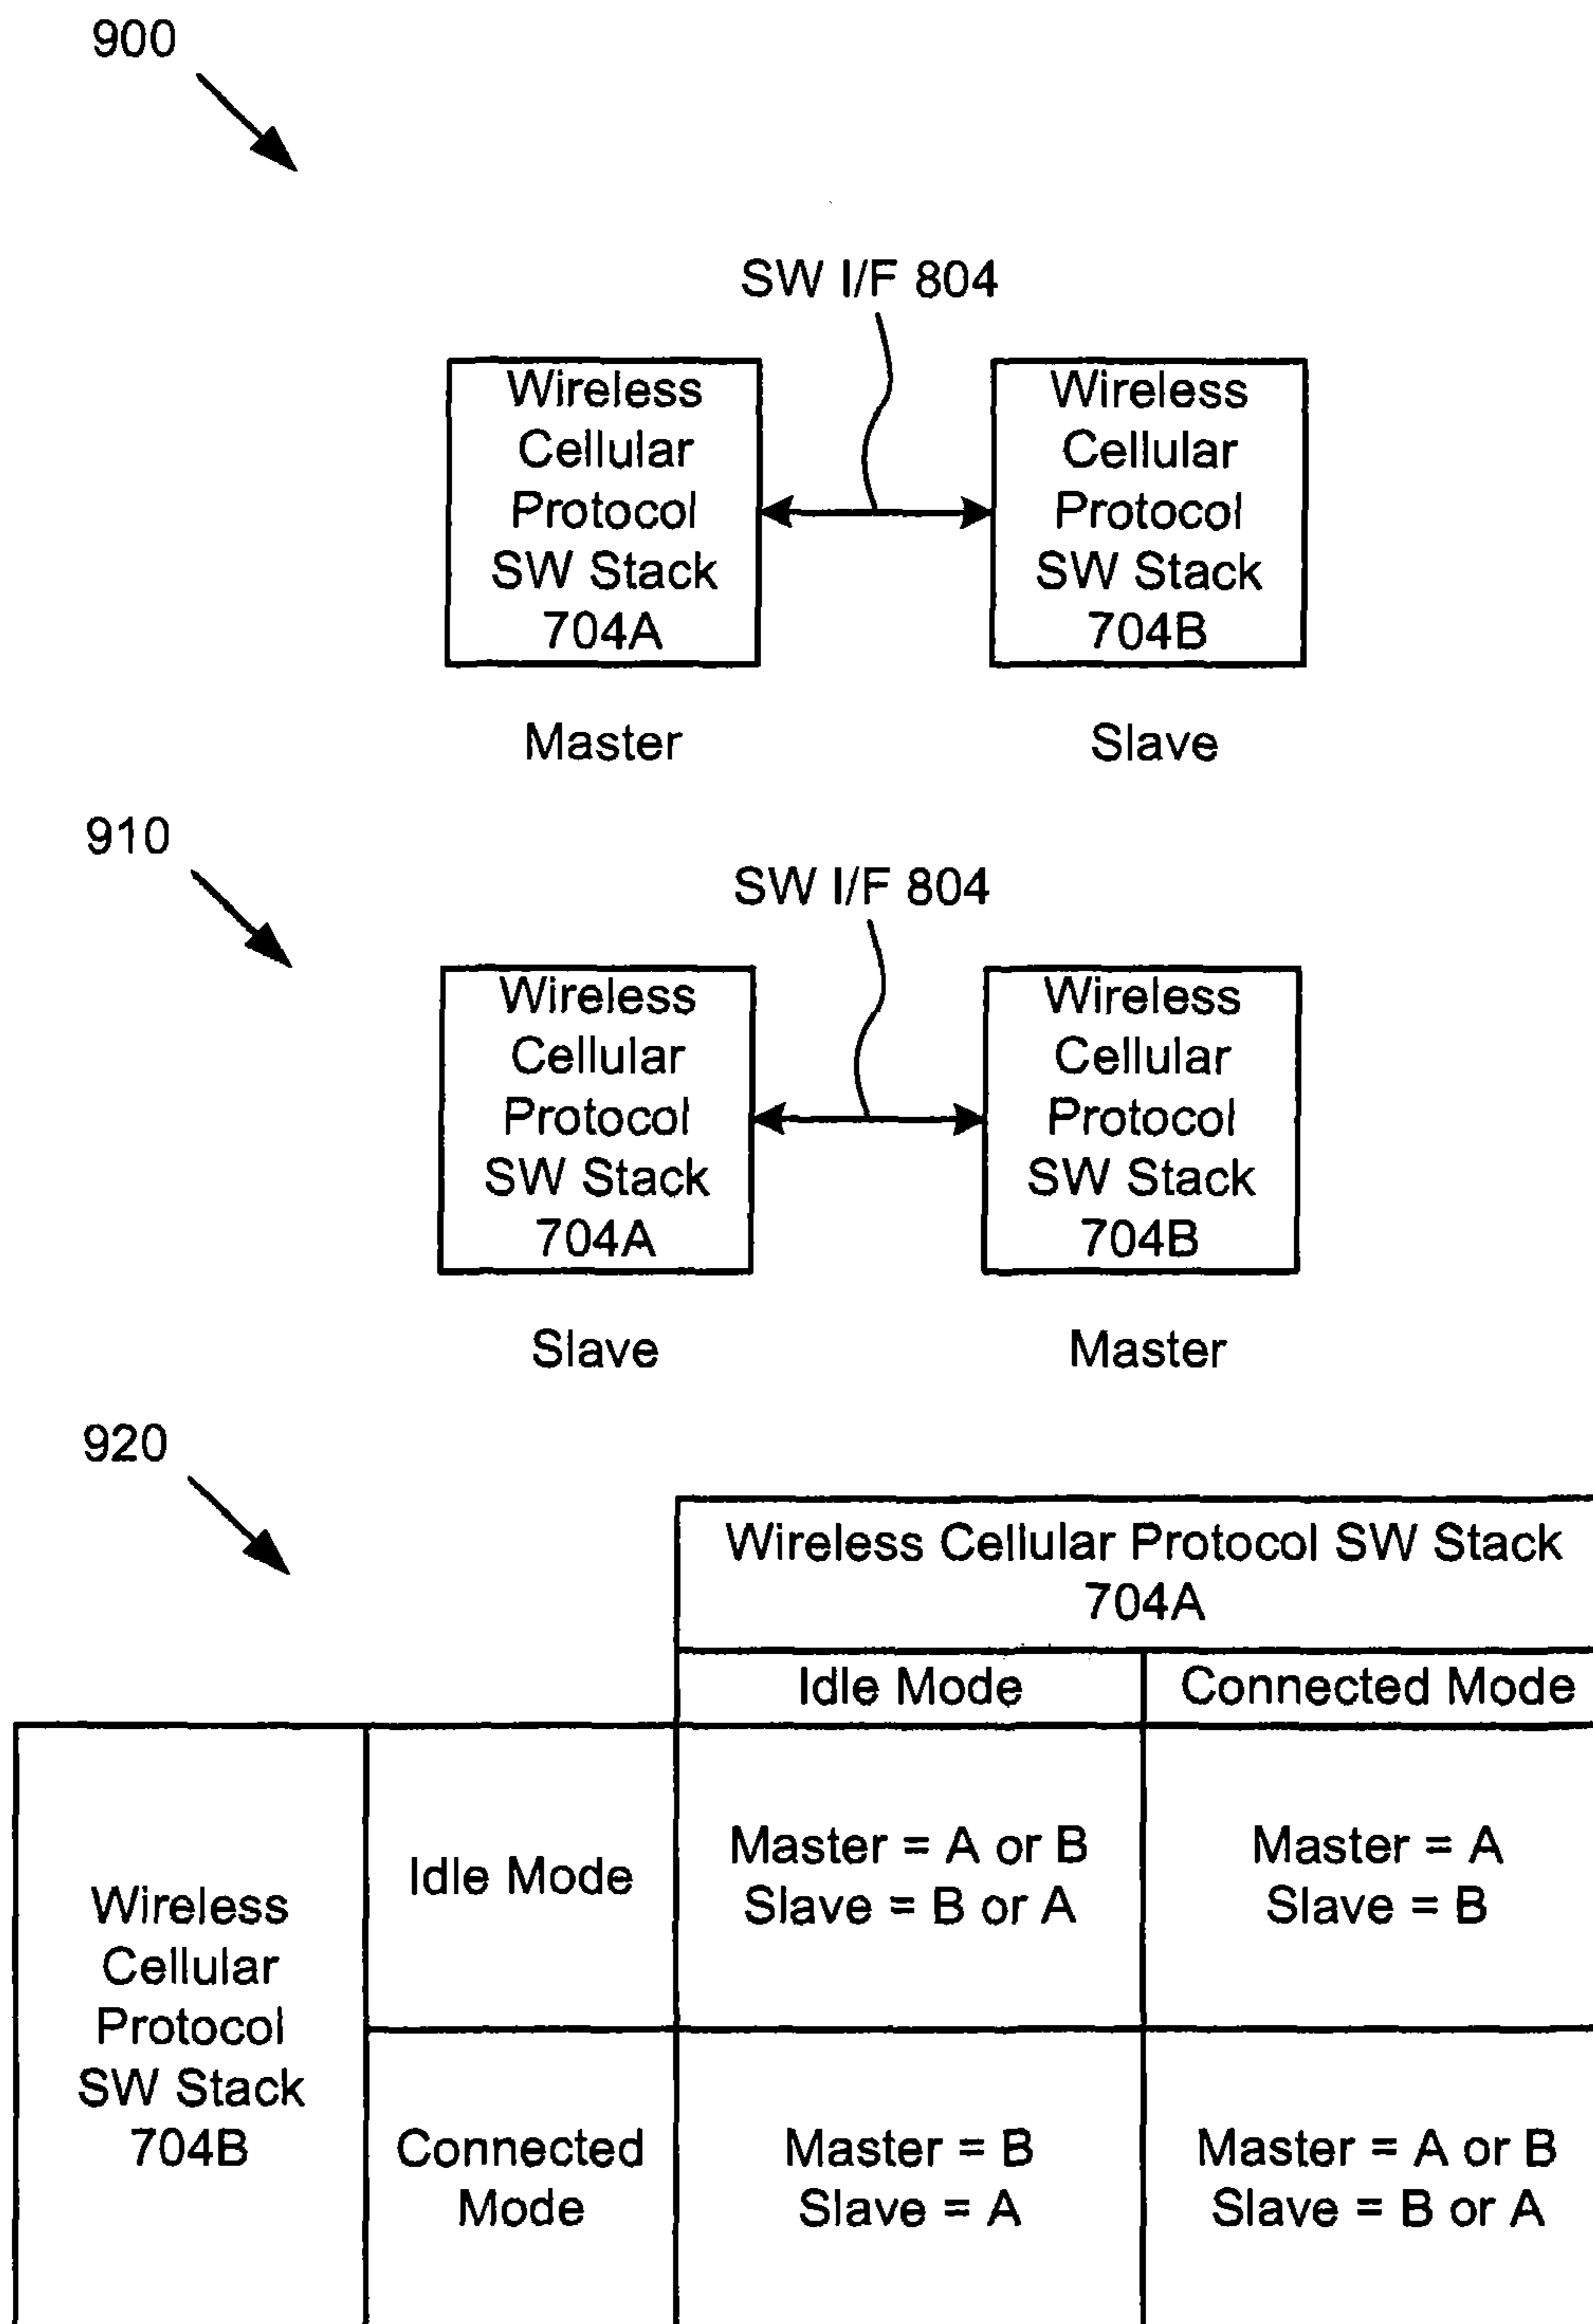 900
SW I/F 804
Wireless
Cellular
Protocol
SW Stack
704A
Wireless
Cellular
Protocol
SW Stack
704B
Master
Slave
910
SW I/F 804
Wireless
Cellular
Protocol
SW Stack
704A
Wireless
Cellular
Protocol
SW Stack
704B
Slave
Master
920
Wireless Cellular Protocol SW Stack
704A
Idle Mode
Connected Mode
Wireless
Cellular
Protocol
SW Stack
704B
Idle Mode
Master = A or B
Slave = B or A
Master = A
Slave = B
Connected
Mode
Master = B
Slave = A
Master = A or B
Slave = B or A